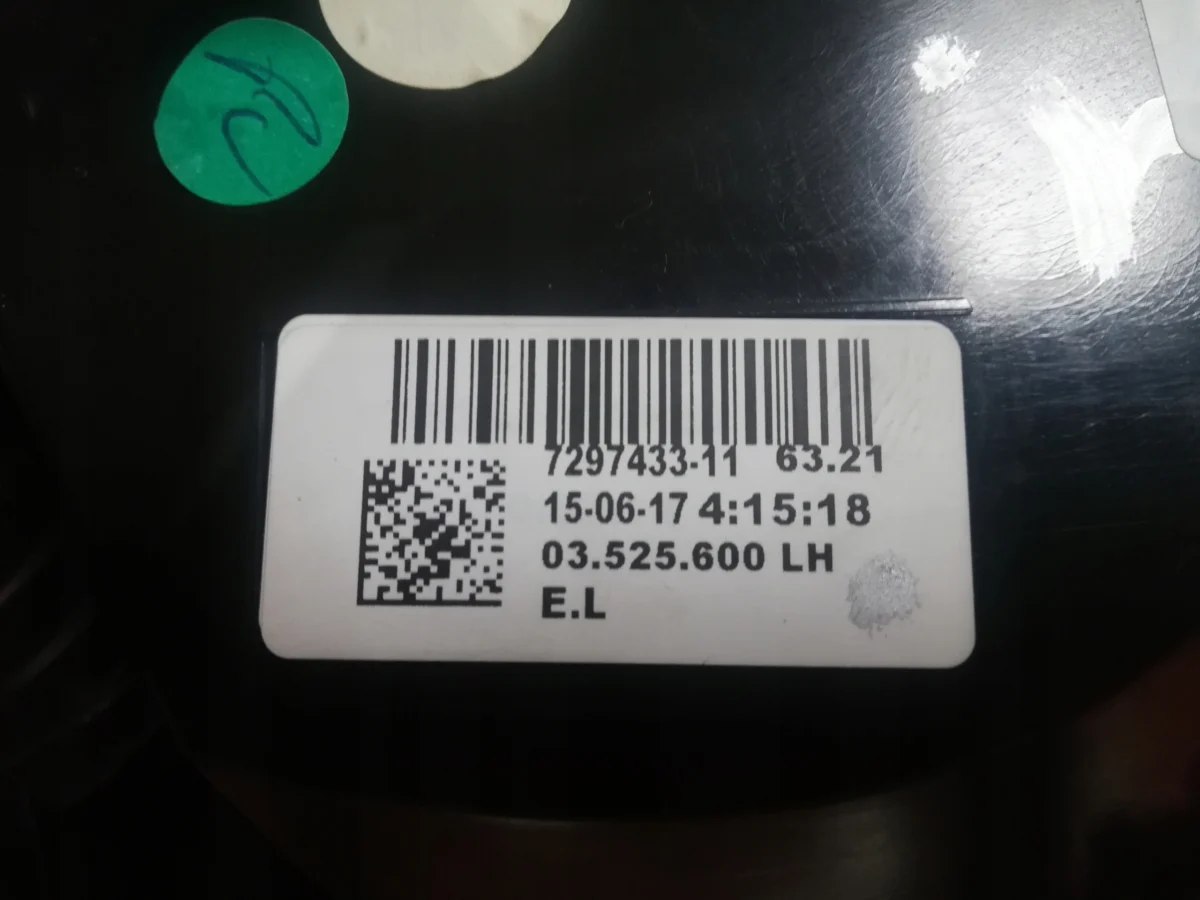 7297433-11 63.21
15-06-17 4:15:18
03.525.600 LH
E.L